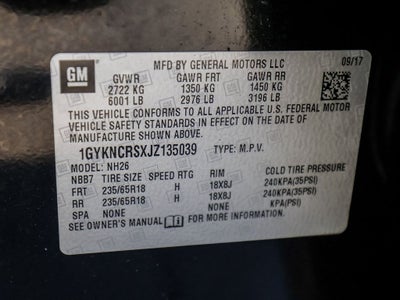 MFD BY GENERAL MOTORS LLC 09/17
GM GVWR GAWR FRT GAWR RR
2722 KG 1350 KG 1450 KG
6001 LB 2976 LB 3196 LB
THIS VEHICLE CONFORMS TO ALL APPLICABLE U.S. FEDERAL MOTOR
VEHICLE SAFETY STANDARDS IN EFFECT ON THE DATE OF
MANUFACTURE SHOWN ABOVE.
1GYKNCRSXJZ135039 TYPE: M.P.V.
MODEL: NH26
NB87 TIRE SIZE SPEED RTG RIM COLD TIRE PRESSURE
FRT 235/65R18 H 18X8J 240KPA(35PSI)
RR 235/65R18 H 18X8J 240KPA(35PSI)
SPA NONE NONE KPA(PSI)
SEE OWNER'S MANUAL